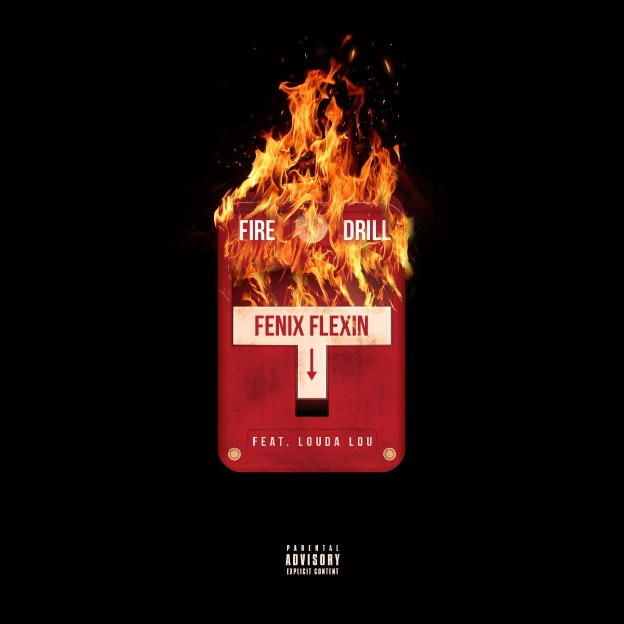 FIRE DRILL
FENIX FLEXIN
FEAT. LOUDA LOU
PARENTAL
ADVISORY
EXPLICIT CONTENT